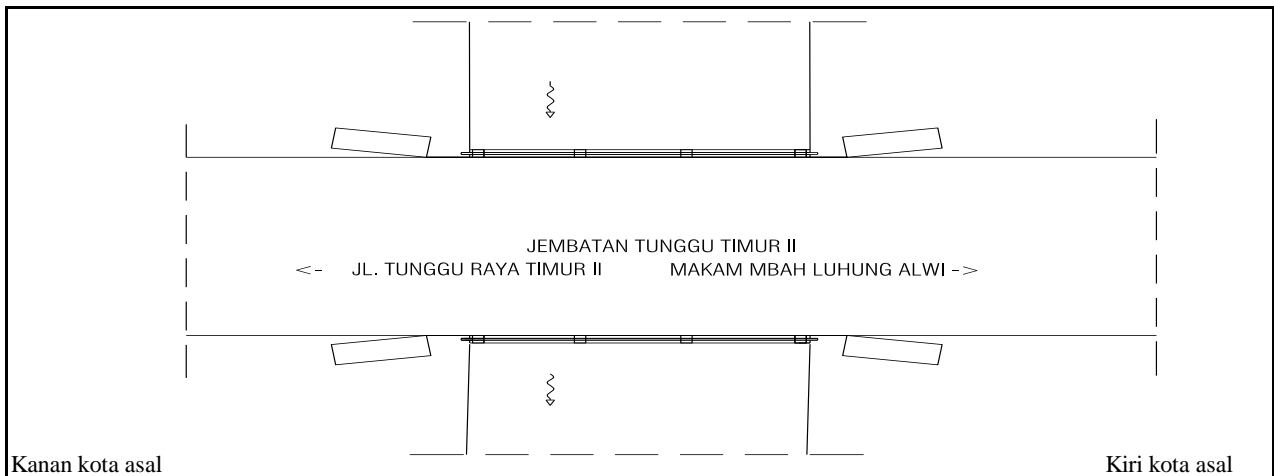 JEMBATAN TUNGGU TIMUR II
<- JL. TUNGGU RAYA TIMUR II MAKAM MBAH LUHUNG ALWI ->
Kanan kota asal Kiri kota asal